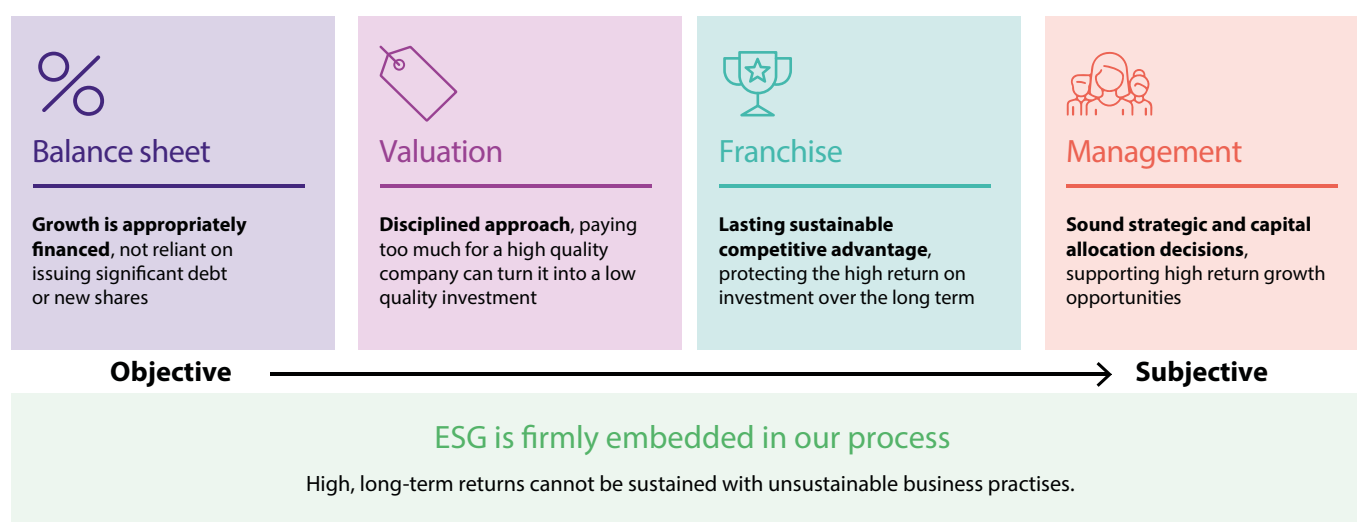 Balance sheet
Growth is appropriately
financed, not reliant on
issuing significant debt
or new shares
Valuation
Disciplined approach, paying
too much for a high quality
company can turn it into a low
quality investment
Franchise
Lasting sustainable
competitive advantage,
protecting the high return on
investment over the long term
Management
Sound strategic and capital
allocation decisions,
supporting high return growth
opportunities
Objective
Subjective
ESG is firmly embedded in our process
High, long-term returns cannot be sustained with unsustainable business practises.